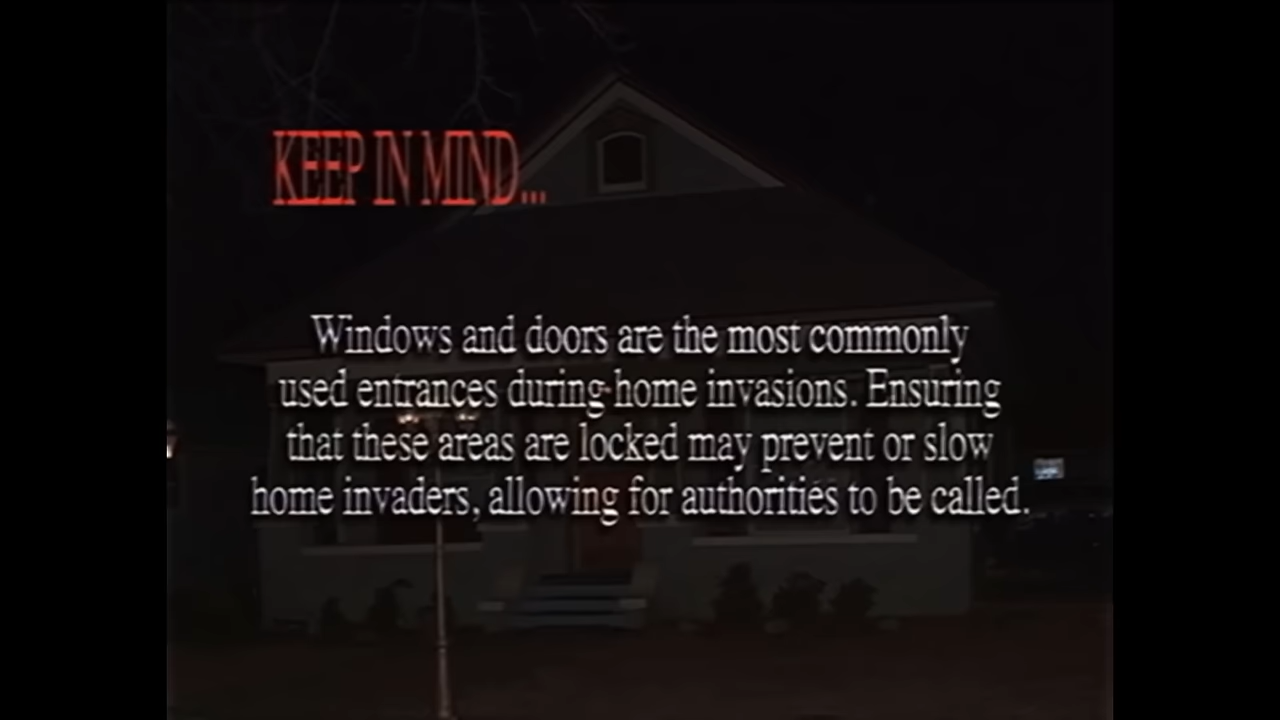 KEEP IN MIND...
Windows and doors are the most commonly
used entrances during home invasions. Ensuring
that these areas are locked may prevent or slow
home invaders, allowing for authorities to be called.